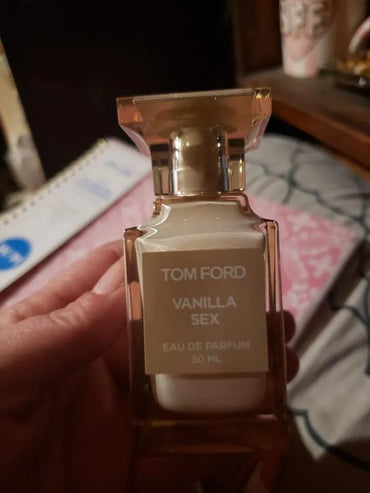 TOM FORD
VANILLA
SEX
EAU DE PARFUM
50 ML